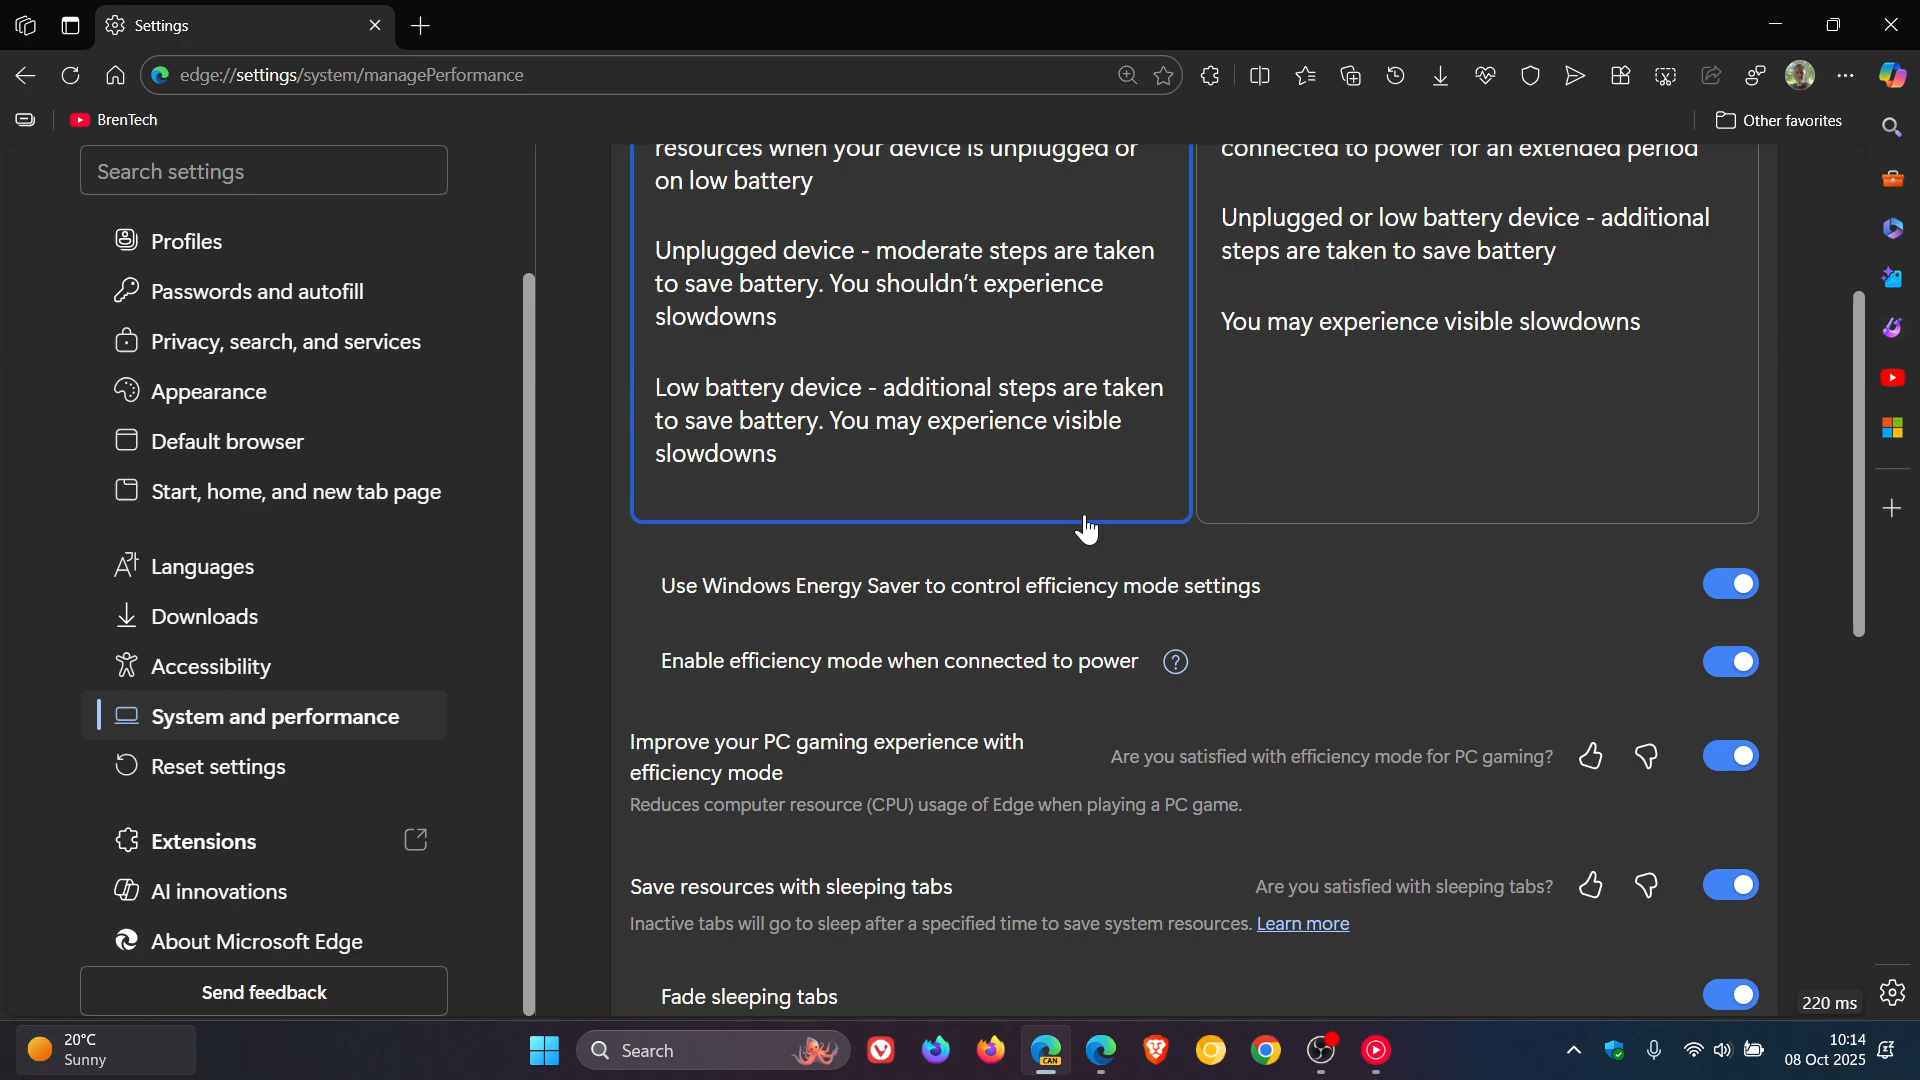 Settings
edge://settings/system/managePerformance
BrenTech
Other favorites
Search settings
Profiles
Passwords and autofill
Privacy, search, and services
Appearance
Default browser
Start, home, and new tab page
Languages
Downloads
Accessibility
System and performance
Reset settings
Extensions
AI innovations
About Microsoft Edge
Send feedback
resources when your device is unplugged or
on low battery
Unplugged device - moderate steps are taken
to save battery. You shouldn’t experience
slowdowns
Low battery device - additional steps are taken
to save battery. You may experience visible
slowdowns
connected to power for an extended period
Unplugged or low battery device - additional
steps are taken to save battery
You may experience visible slowdowns
Use Windows Energy Saver to control efficiency mode settings
Enable efficiency mode when connected to power
Improve your PC gaming experience with
efficiency mode
Are you satisfied with efficiency mode for PC gaming?
Reduces computer resource (CPU) usage of Edge when playing a PC game.
Save resources with sleeping tabs
Are you satisfied with sleeping tabs?
Inactive tabs will go to sleep after a specified time to save system resources. Learn more
Fade sleeping tabs
220 ms
20°C
Sunny
Search
CAN
10:14
08 Oct 2025